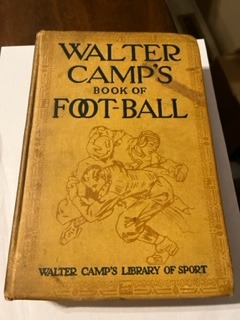 WALTER
CAMP'S
BOOK OF
FOOT-BALL
WALTER CAMP'S LIBRARY OF SPORT